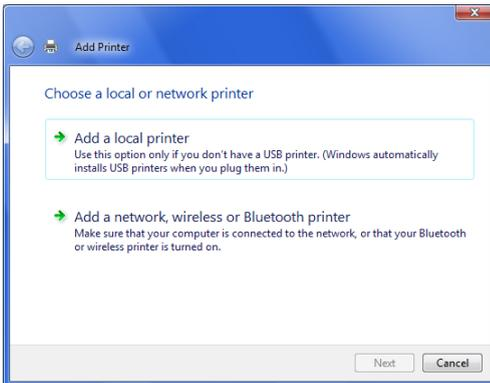 Add Printer
Choose a local or network printer
Add a local printer
Use this option only if you don't have a USB printer. (Windows automatically
installs USB printers when you plug them in.)
Add a network, wireless or Bluetooth printer
Make sure that your computer is connected to the network, or that your Bluetooth
or wireless printer is turned on.
Next Cancel